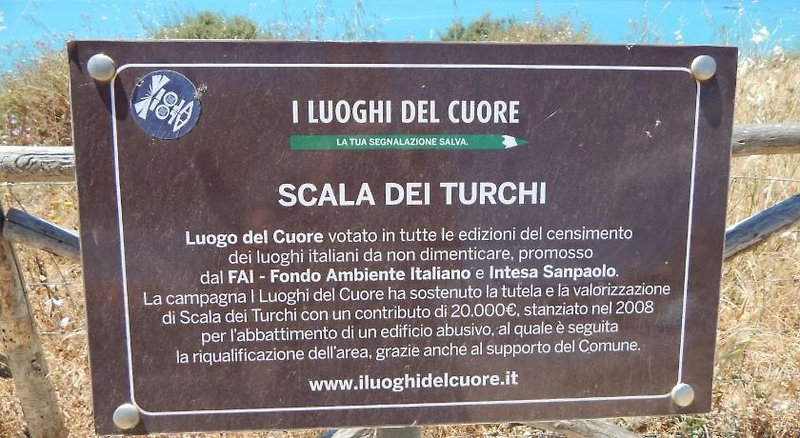 I LUOGHI DEL CUORE
LA TUA SEGNALAZIONE SALVA.
SCALA DEI TURCHI
Luogo del Cuore votato in tutte le edizioni del censimento
dei luoghi italiani da non dimenticare, promosso
dal FAI - Fondo Ambiente Italiano e Intesa Sanpaolo.
La campagna I Luoghi del Cuore ha sostenuto la tutela e la valorizzazione
di Scala dei Turchi con un contributo di 20.000€, stanziato nel 2008
per l'abbattimento di un edificio abusivo, al quale è seguita
la riqualificazione dell'area, grazie anche al supporto del Comune.
www.iluoghidelcuore.it